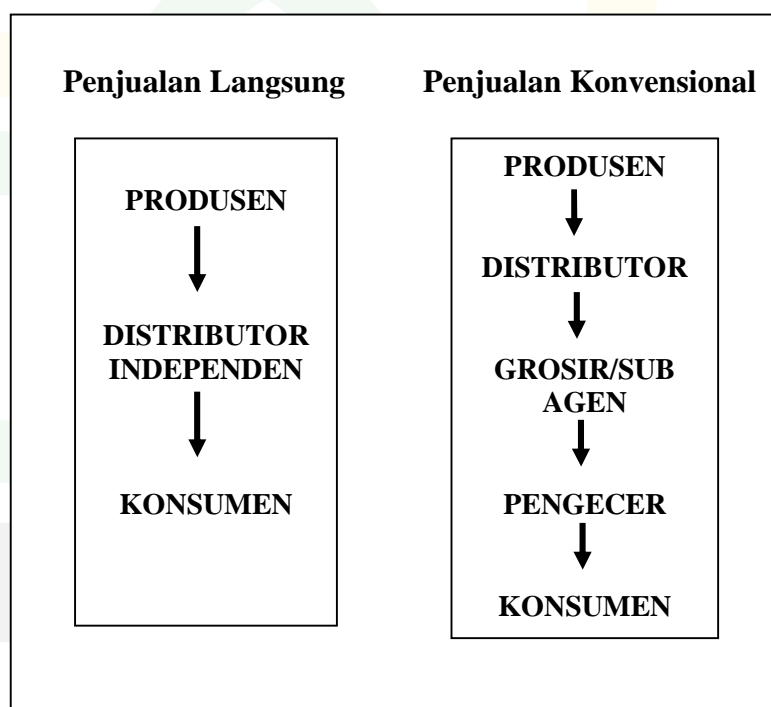 Penjualan Langsung
PRODUSEN
DISTRIBUTOR
INDEPENDEN
KONSUMEN
Penjualan Konvensional
PRODUSEN
DISTRIBUTOR
GROSIR/SUB
AGEN
PENGECER
KONSUMEN